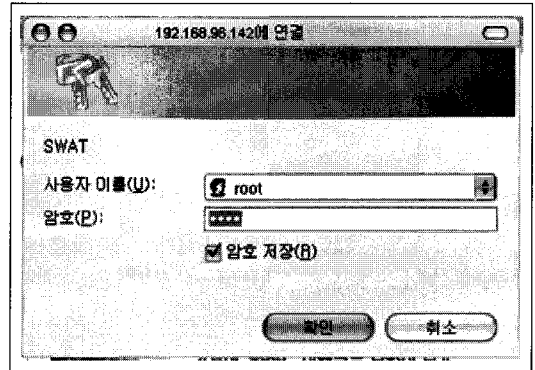 192.168.96.142에 연결
SWAT
사용자 이름(U):
root
암호(P):
암호 저장(R)
확인
취소